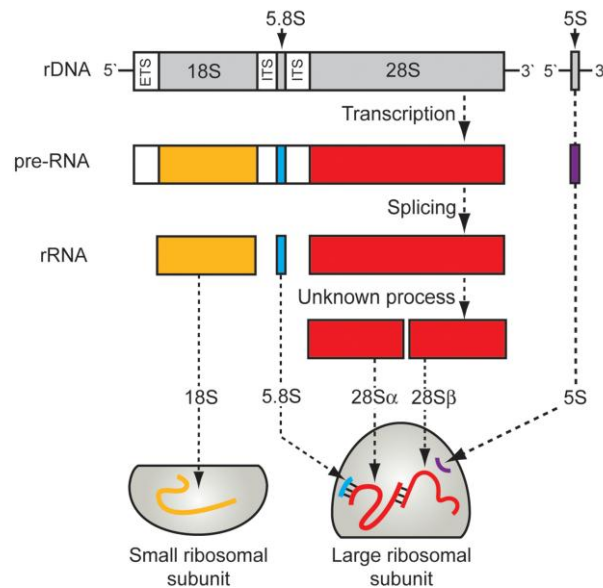 5.8S
5S
rDNA
5`
ETS
18S
ITS
ITS
28S
3`
5`
3`
Transcription
pre-RNA
Splicing
rRNA
Unknown process
18S
5.8S
28Sα
28Sβ
5S
Small ribosomal
subunit
Large ribosomal
subunit